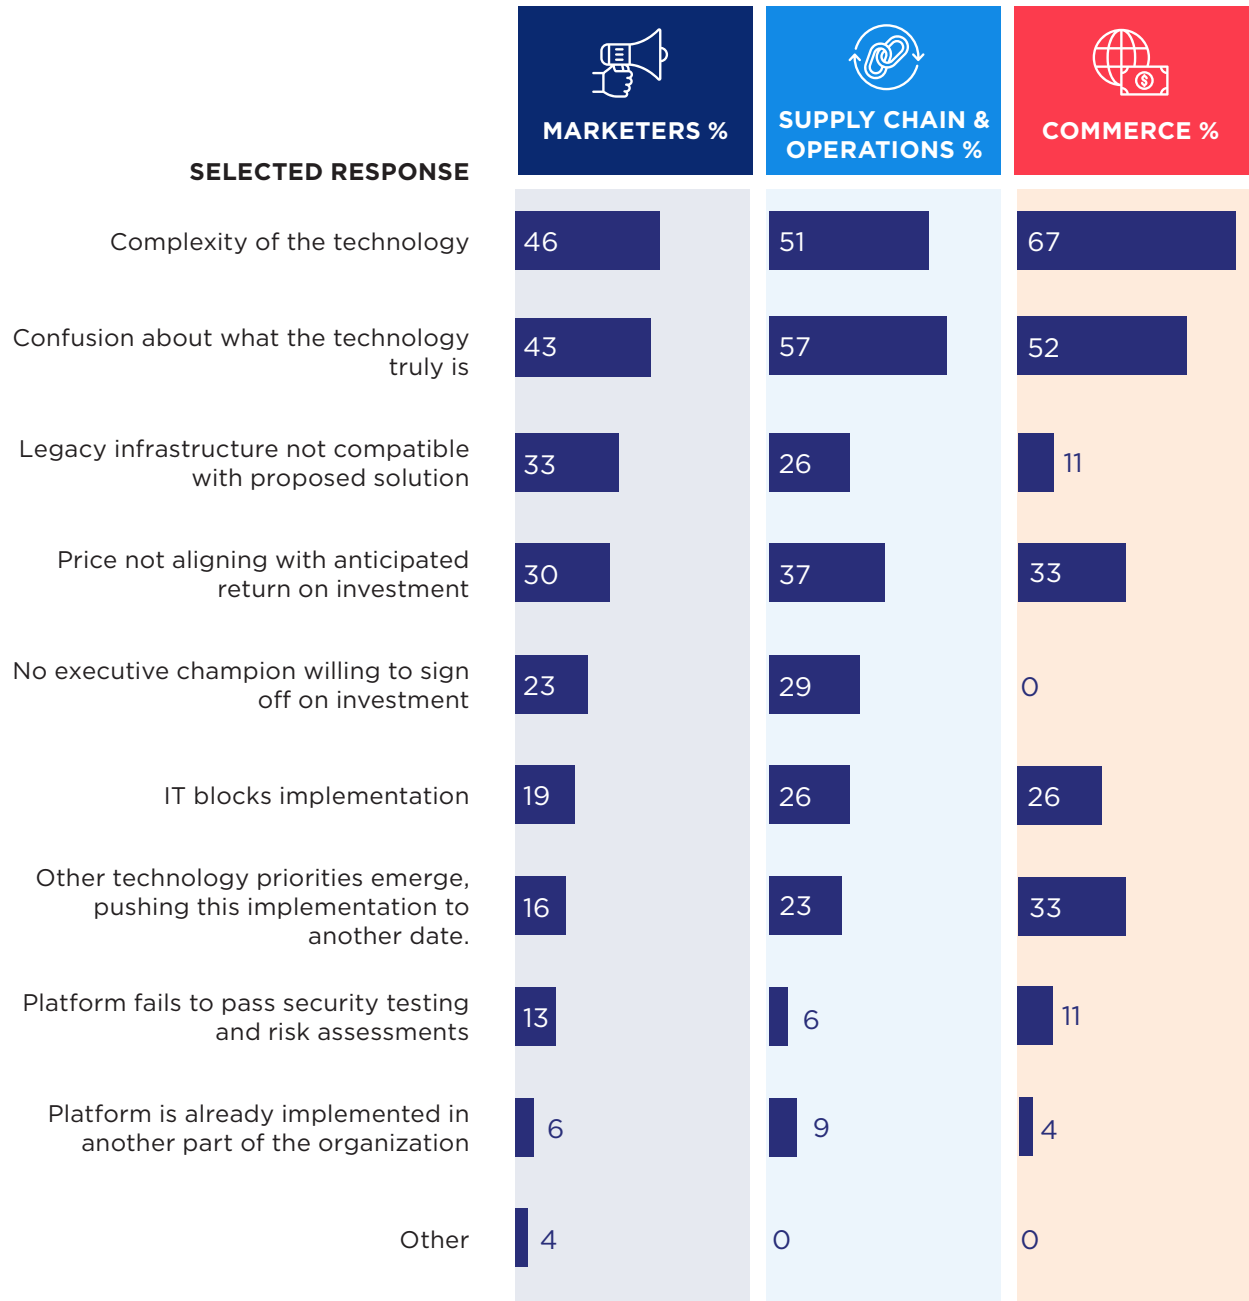 MARKETERS %
SUPPLY CHAIN &
OPERATIONS %
COMMERCE %
SELECTED RESPONSE
Complexity of the technology
46
51
67
Confusion about what the technology
truly is
43
57
52
Legacy infrastructure not compatible
with proposed solution
33
26
11
Price not aligning with anticipated
return on investment
30
37
33
No executive champion willing to sign
off on investment
23
29
0
IT blocks implementation
19
26
26
Other technology priorities emerge,
pushing this implementation to
another date.
16
23
33
Platform fails to pass security testing
and risk assessments
13
6
11
Platform is already implemented in
another part of the organization
6
9
4
Other
4
0
0